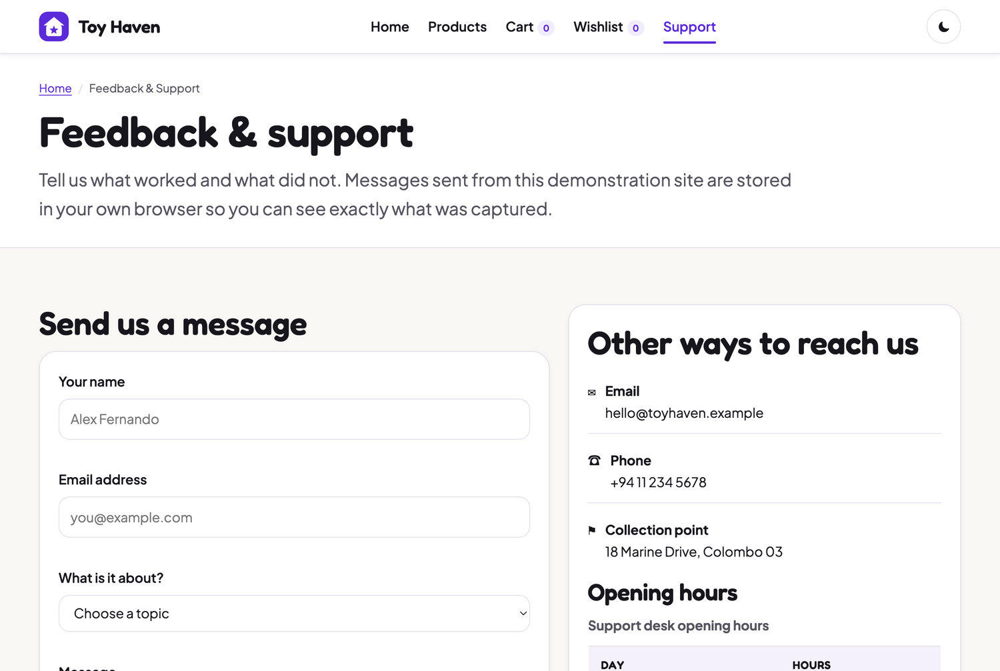 Toy Haven
Home
Products
Cart 0
Wishlist 0
Support
Home / Feedback & Support
Feedback & support
Tell us what worked and what did not. Messages sent from this demonstration site are stored
in your own browser so you can see exactly what was captured.
Send us a message
Your name
Alex Fernando
Email address
you@example.com
What is it about?
Choose a topic
Message
Other ways to reach us
Email
hello@toyhaven.example
Phone
+94 11 234 5678
Collection point
18 Marine Drive, Colombo 03
Opening hours
Support desk opening hours
DAY HOURS